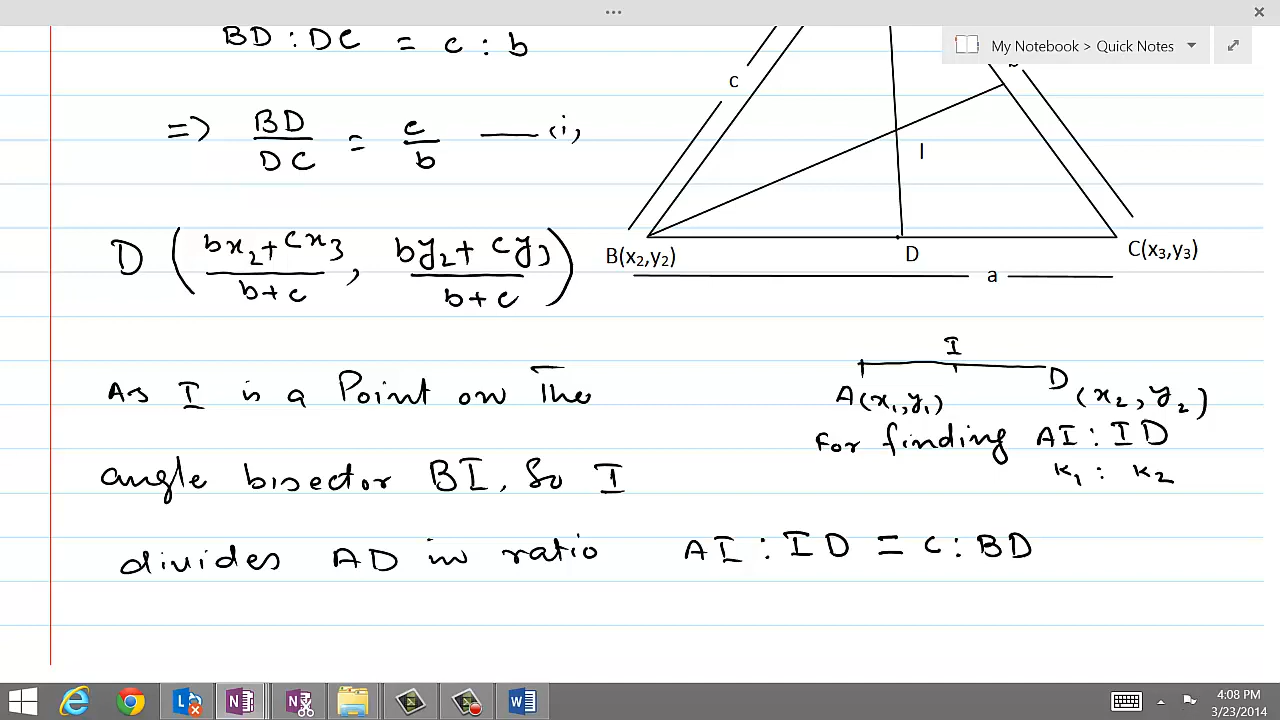 My Notebook > Quick Notes
BD : DC = c : b
c
b
=> BD/DC = c/b — (i)
I
D ( bx2+cx3/b+c , by2+cy3/b+c )
B(x2,y2)
D
C(x3,y3)
a
I
A(x1,y1)
D(x2,y2)
For finding AI : ID
K1 : K2
As I is a Point on The
angle bisector BI, So I
divides AD in ratio AI : ID = C : BD
4:08 PM
3/23/2014